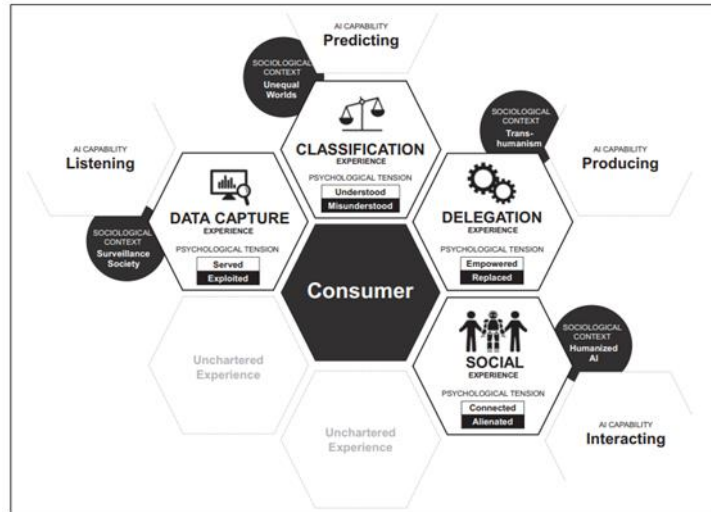 AI CAPABILITY
Predicting
SOCIOLOGICAL
CONTEXT
Unequal
Worlds
CLASSIFICATION
EXPERIENCE
PSYCHOLOGICAL TENSION
Understood
Misunderstood
SOCIOLOGICAL
CONTEXT
Trans-
humanism
AI CAPABILITY
Producing
AI CAPABILITY
Listening
SOCIOLOGICAL
CONTEXT
Surveillance
Society
DATA CAPTURE
EXPERIENCE
PSYCHOLOGICAL TENSION
Served
Exploited
DELEGATION
EXPERIENCE
PSYCHOLOGICAL TENSION
Empowered
Replaced
Consumer
SOCIAL
EXPERIENCE
PSYCHOLOGICAL TENSION
Connected
Alienated
SOCIOLOGICAL
CONTEXT
Humanized
AI
AI CAPABILITY
Interacting
Unchartered
Experience
Unchartered
Experience